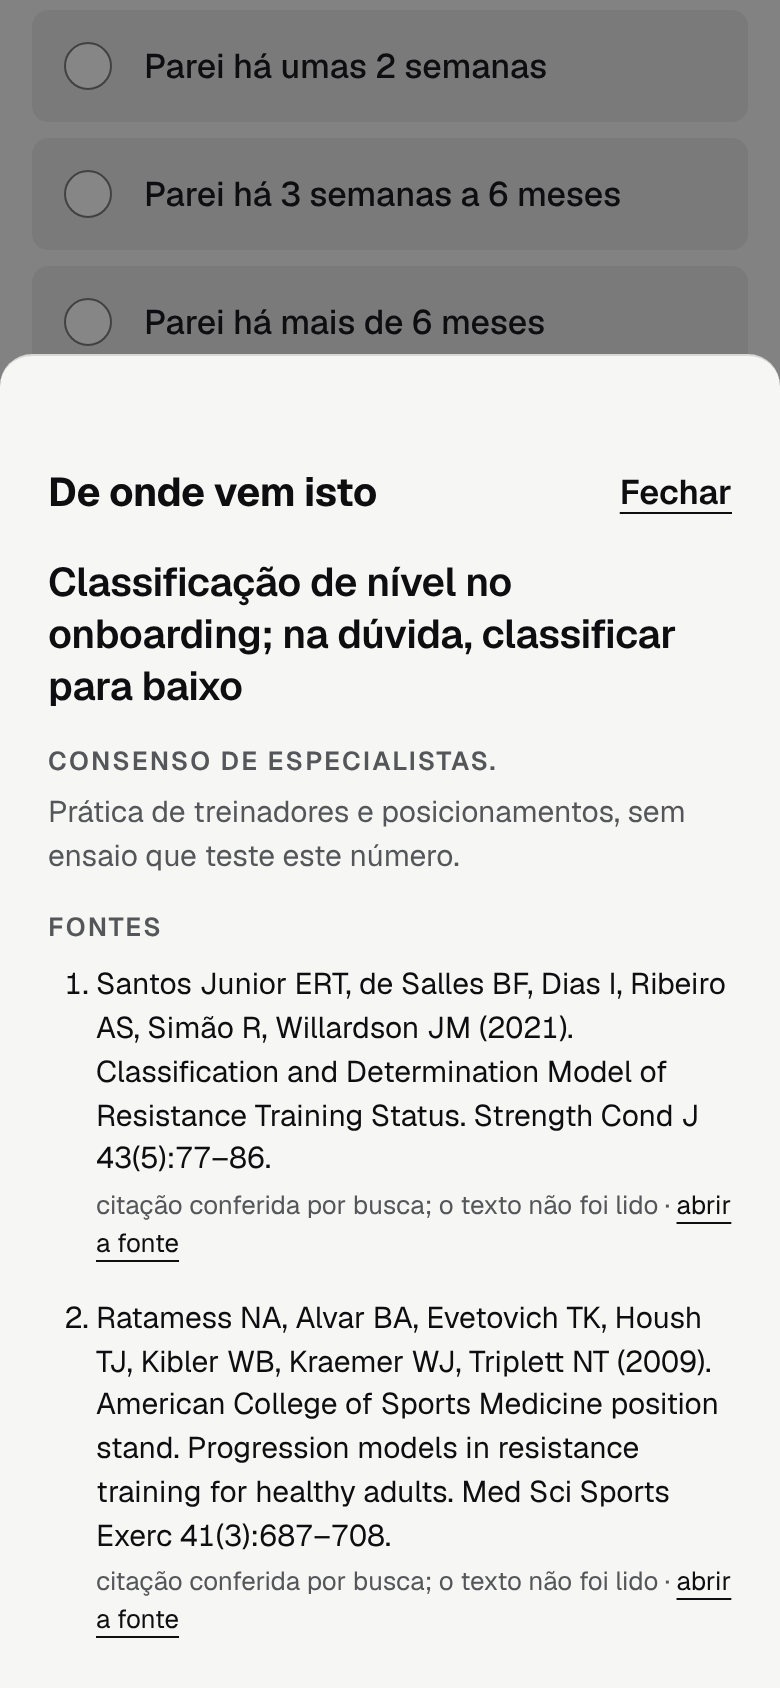 Parei há umas 2 semanas
Parei há 3 semanas a 6 meses
Parei há mais de 6 meses
De onde vem isto
Fechar
Classificação de nível no
onboarding; na dúvida, classificar
para baixo
CONSENSO DE ESPECIALISTAS.
Prática de treinadores e posicionamentos, sem
ensaio que teste este número.
FONTES
1. Santos Junior ERT, de Salles BF, Dias I, Ribeiro
AS, Simão R, Willardson JM (2021).
Classification and Determination Model of
Resistance Training Status. Strength Cond J
43(5):77–86.
citação conferida por busca; o texto não foi lido · abrir
a fonte
2. Ratamess NA, Alvar BA, Evetovich TK, Housh
TJ, Kibler WB, Kraemer WJ, Triplett NT (2009).
American College of Sports Medicine position
stand. Progression models in resistance
training for healthy adults. Med Sci Sports
Exerc 41(3):687–708.
citação conferida por busca; o texto não foi lido · abrir
a fonte